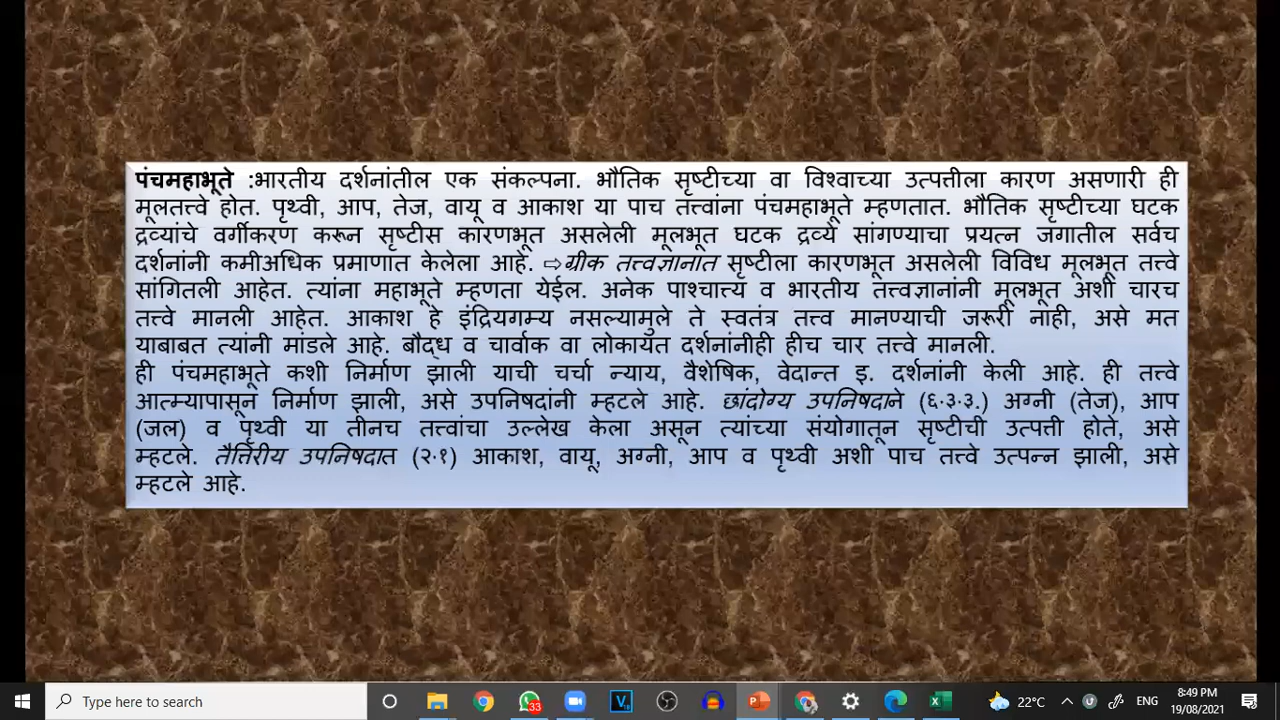 पंचमहाभूते :भारतीय दर्शनांतील एक संकल्पना. भौतिक सृष्टीच्या वा विश्वाच्या उत्पत्तीला कारण असणारी ही
मूलतत्त्वे होत. पृथ्वी, आप, तेज, वायू व आकाश या पाच तत्त्वांना पंचमहाभूते म्हणतात. भौतिक सृष्टीच्या घटक
द्रव्यांचे वर्गीकरण करून सृष्टीस कारणभूत असलेली मूलभूत घटक द्रव्ये सांगण्याचा प्रयत्न जगातील सर्वच
दर्शनांनी कमीअधिक प्रमाणात केलेला आहे. ⇨ग्रीक तत्त्वज्ञानात सृष्टीला कारणभूत असलेली विविध मूलभूत तत्त्वे
सांगितली आहेत. त्यांना महाभूते म्हणता येईल. अनेक पाश्चात्त्य व भारतीय तत्त्वज्ञानांनी मूलभूत अशी चारच
तत्त्वे मानली आहेत. आकाश हे इंद्रियगम्य नसल्यामुले ते स्वतंत्र तत्त्व मानण्याची जरूरी नाही, असे मत
याबाबत त्यांनी मांडले आहे. बौद्ध व चार्वाक वा लोकायत दर्शनांनीही हीच चार तत्त्वे मानली.
ही पंचमहाभूते कशी निर्माण झाली याची चर्चा न्याय, वैशेषिक, वेदान्त इ. दर्शनांनी केली आहे. ही तत्त्वे
आत्म्यापासून निर्माण झाली, असे उपनिषदांनी म्हटले आहे. छांदोग्य उपनिषदाने (६·३·३.) अग्नी (तेज), आप
(जल) व पृथ्वी या तीनच तत्त्वांचा उल्लेख केला असून त्यांच्या संयोगातून सृष्टीची उत्पत्ती होते, असे
म्हटले. तैत्तिरीय उपनिषदात (२·१) आकाश, वायू, अग्नी, आप व पृथ्वी अशी पाच तत्त्वे उत्पन्न झाली, असे
म्हटले आहे.
Type here to search
33
22°C
ENG
8:49 PM
19/08/2021